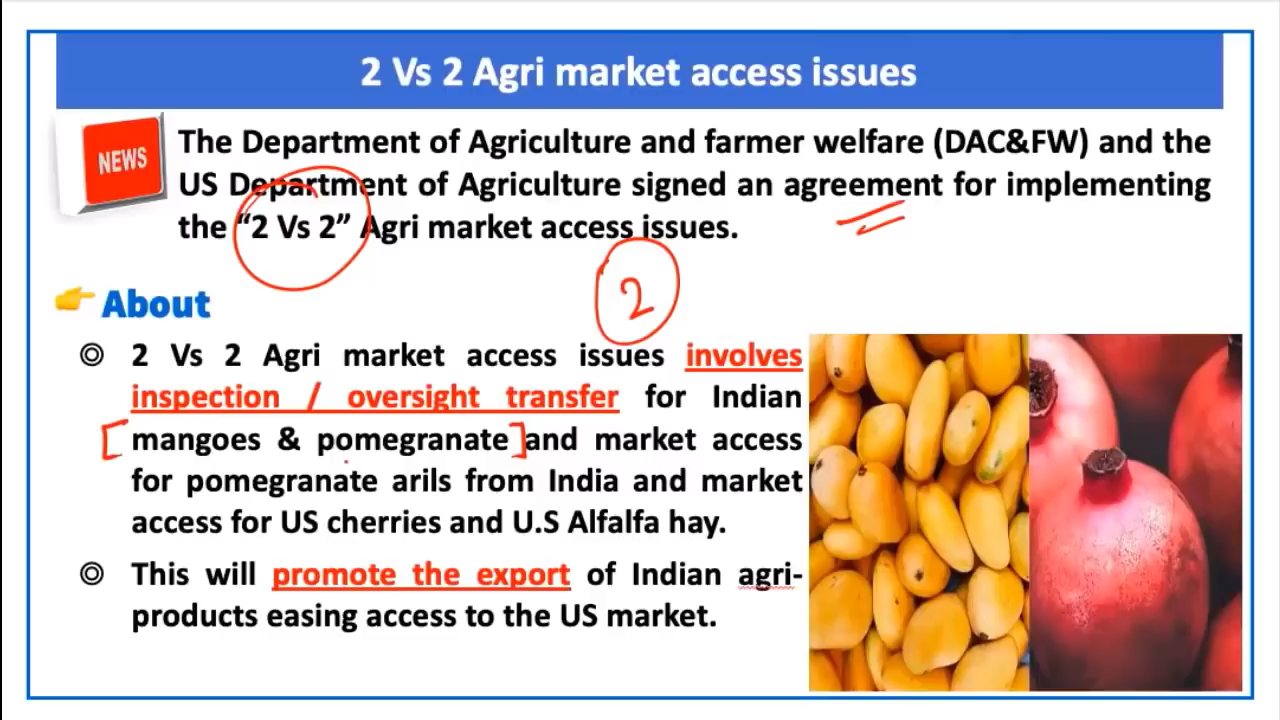 2 Vs 2 Agri market access issues
NEWS
The Department of Agriculture and farmer welfare (DAC&FW) and the
US Department of Agriculture signed an agreement for implementing
the “2 Vs 2” Agri market access issues.
2
About
2 Vs 2 Agri market access issues involves
inspection / oversight transfer for Indian
[mangoes & pomegranate] and market access
for pomegranate arils from India and market
access for US cherries and U.S Alfalfa hay.
This will promote the export of Indian agri-
products easing access to the US market.